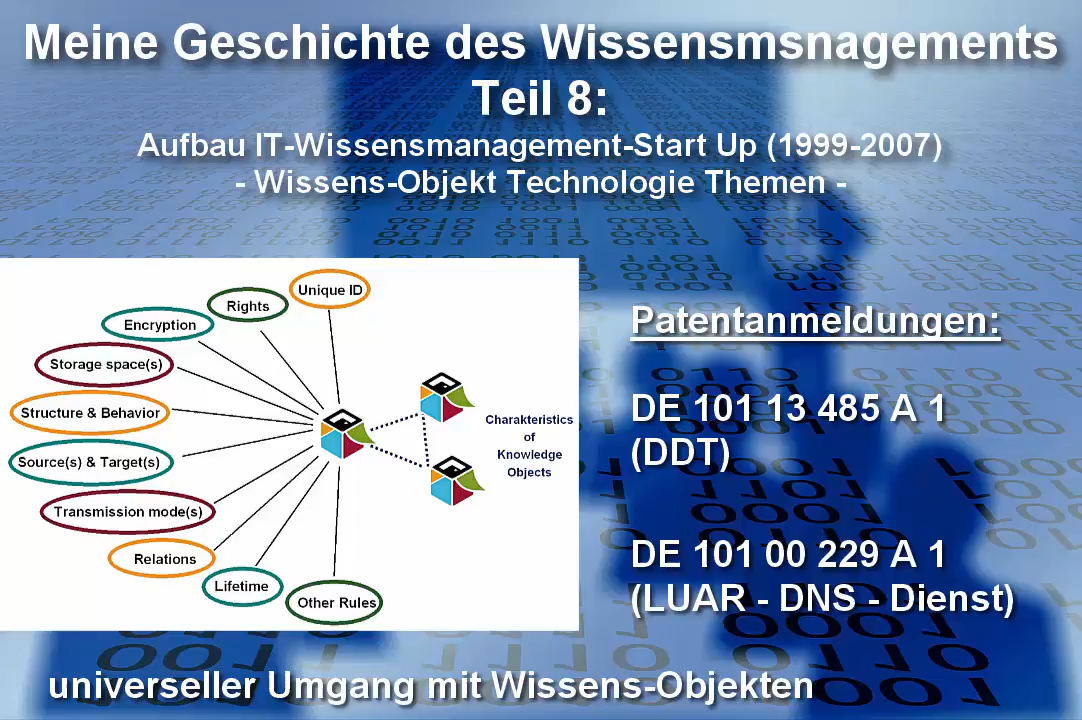 Meine Geschichte des Wissensmsnagements
Teil 8:
Aufbau IT-Wissensmanagement-Start Up (1999-2007)
- Wissens-Objekt Technologie Themen -
Unique ID
Rights
Encryption
Storage space(s)
Structure & Behavior
Source(s) & Target(s)
Transmission mode(s)
Relations
Lifetime
Other Rules
Charakteristics
of
Knowledge
Objects
Patentanmeldungen:
DE 101 13 485 A 1
(DDT)
DE 101 00 229 A 1
(LUAR - DNS - Dienst)
universeller Umgang mit Wissens-Objekten